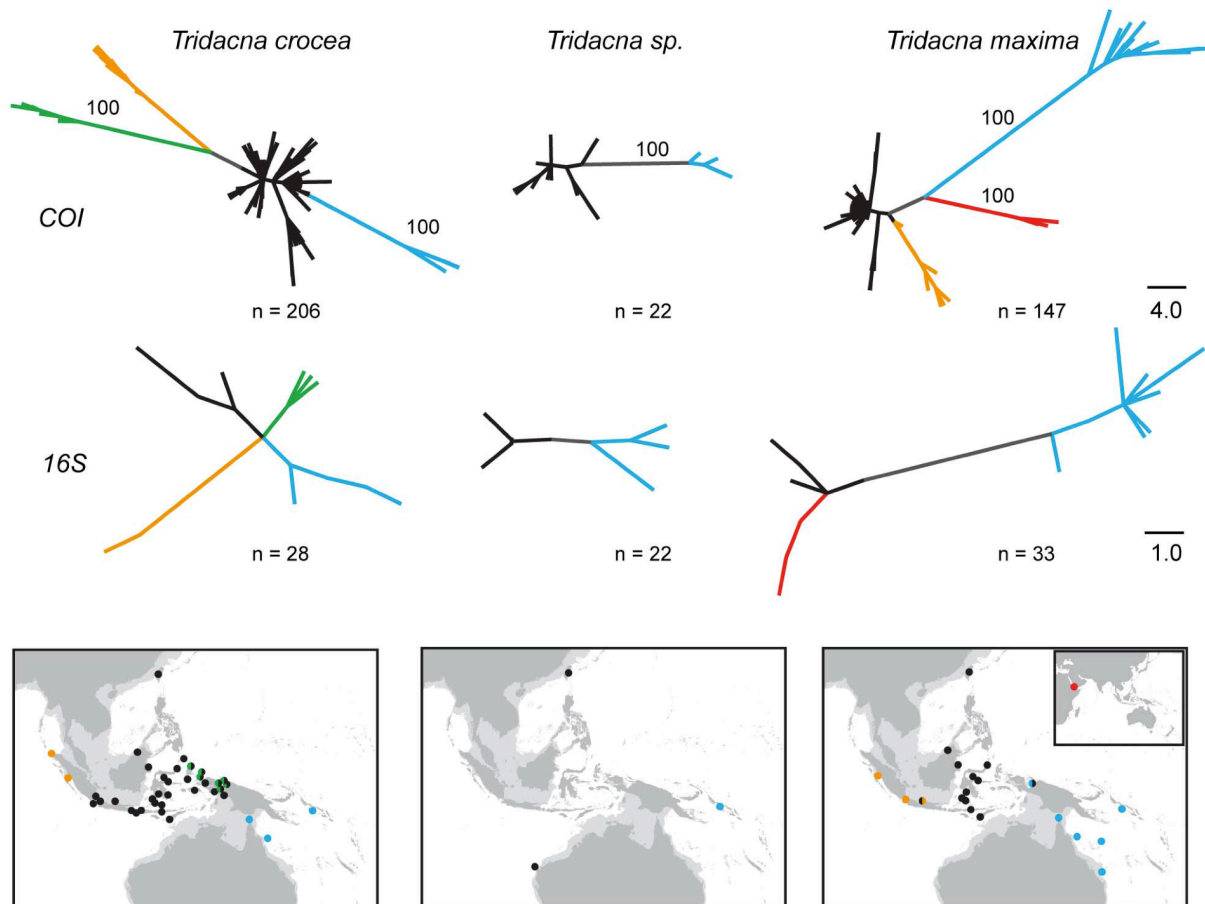 Tridacna crocea Tridacna sp. Tridacna maxima
100
100
100
100
100
100
COI
n = 206 n = 22 n = 147 4.0
16S
n = 28 n = 22 n = 33 1.0